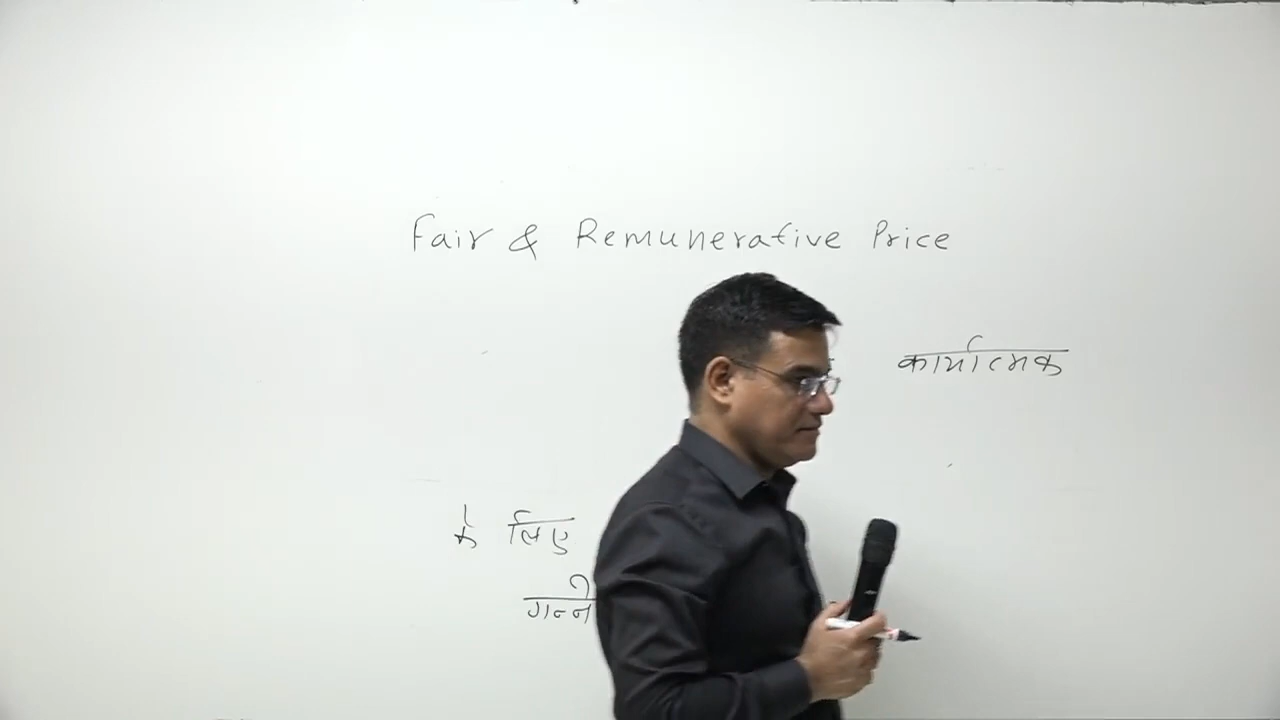 Fair & Remunerative Price
कार्यात्मक
के लिए
गन्ने